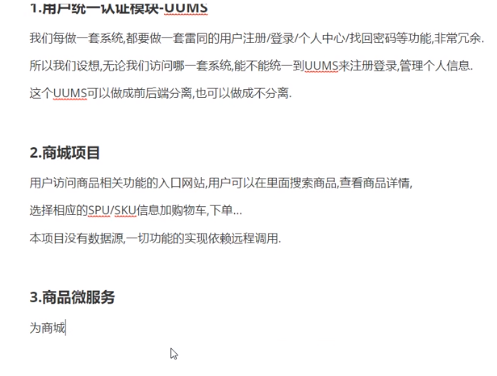 1.用户统一认证模块-UUMS
我们每做一套系统,都要做一套雷同的用户注册/登录/个人中心/找回密码等功能,非常冗余.
所以我们设想,无论我们访问哪一套系统,能不能统一到UUMS来注册登录,管理个人信息.
这个UUMS可以做成前后端分离,也可以做成不分离.
2.商城项目
用户访问商品相关功能的入口网站,用户可以在里面搜索商品,查看商品详情,
选择相应的SPU/SKU信息加购物车,下单...
本项目没有数据源,一切功能的实现依赖远程调用.
3.商品微服务
为商城